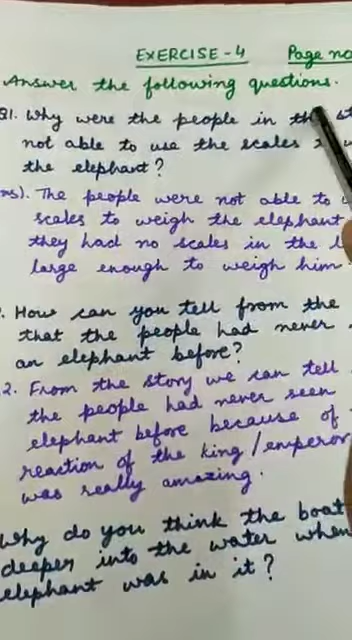 EXERCISE-4 Page no
Answer the following questions.
Q1. Why were the people in the
not able to use the scales
the elephant?
ns). The people were not able to
scales to weigh the elephant
they had no scales in the
large enough to weigh him
How can you tell from the
that the people had never
an elephant before?
2. From the story we can tell
the people had never seen
elephant before because of
reaction of the king/emperor
was really amazing.
Why do you think the boat
deeper into the water when
elephant was in it?